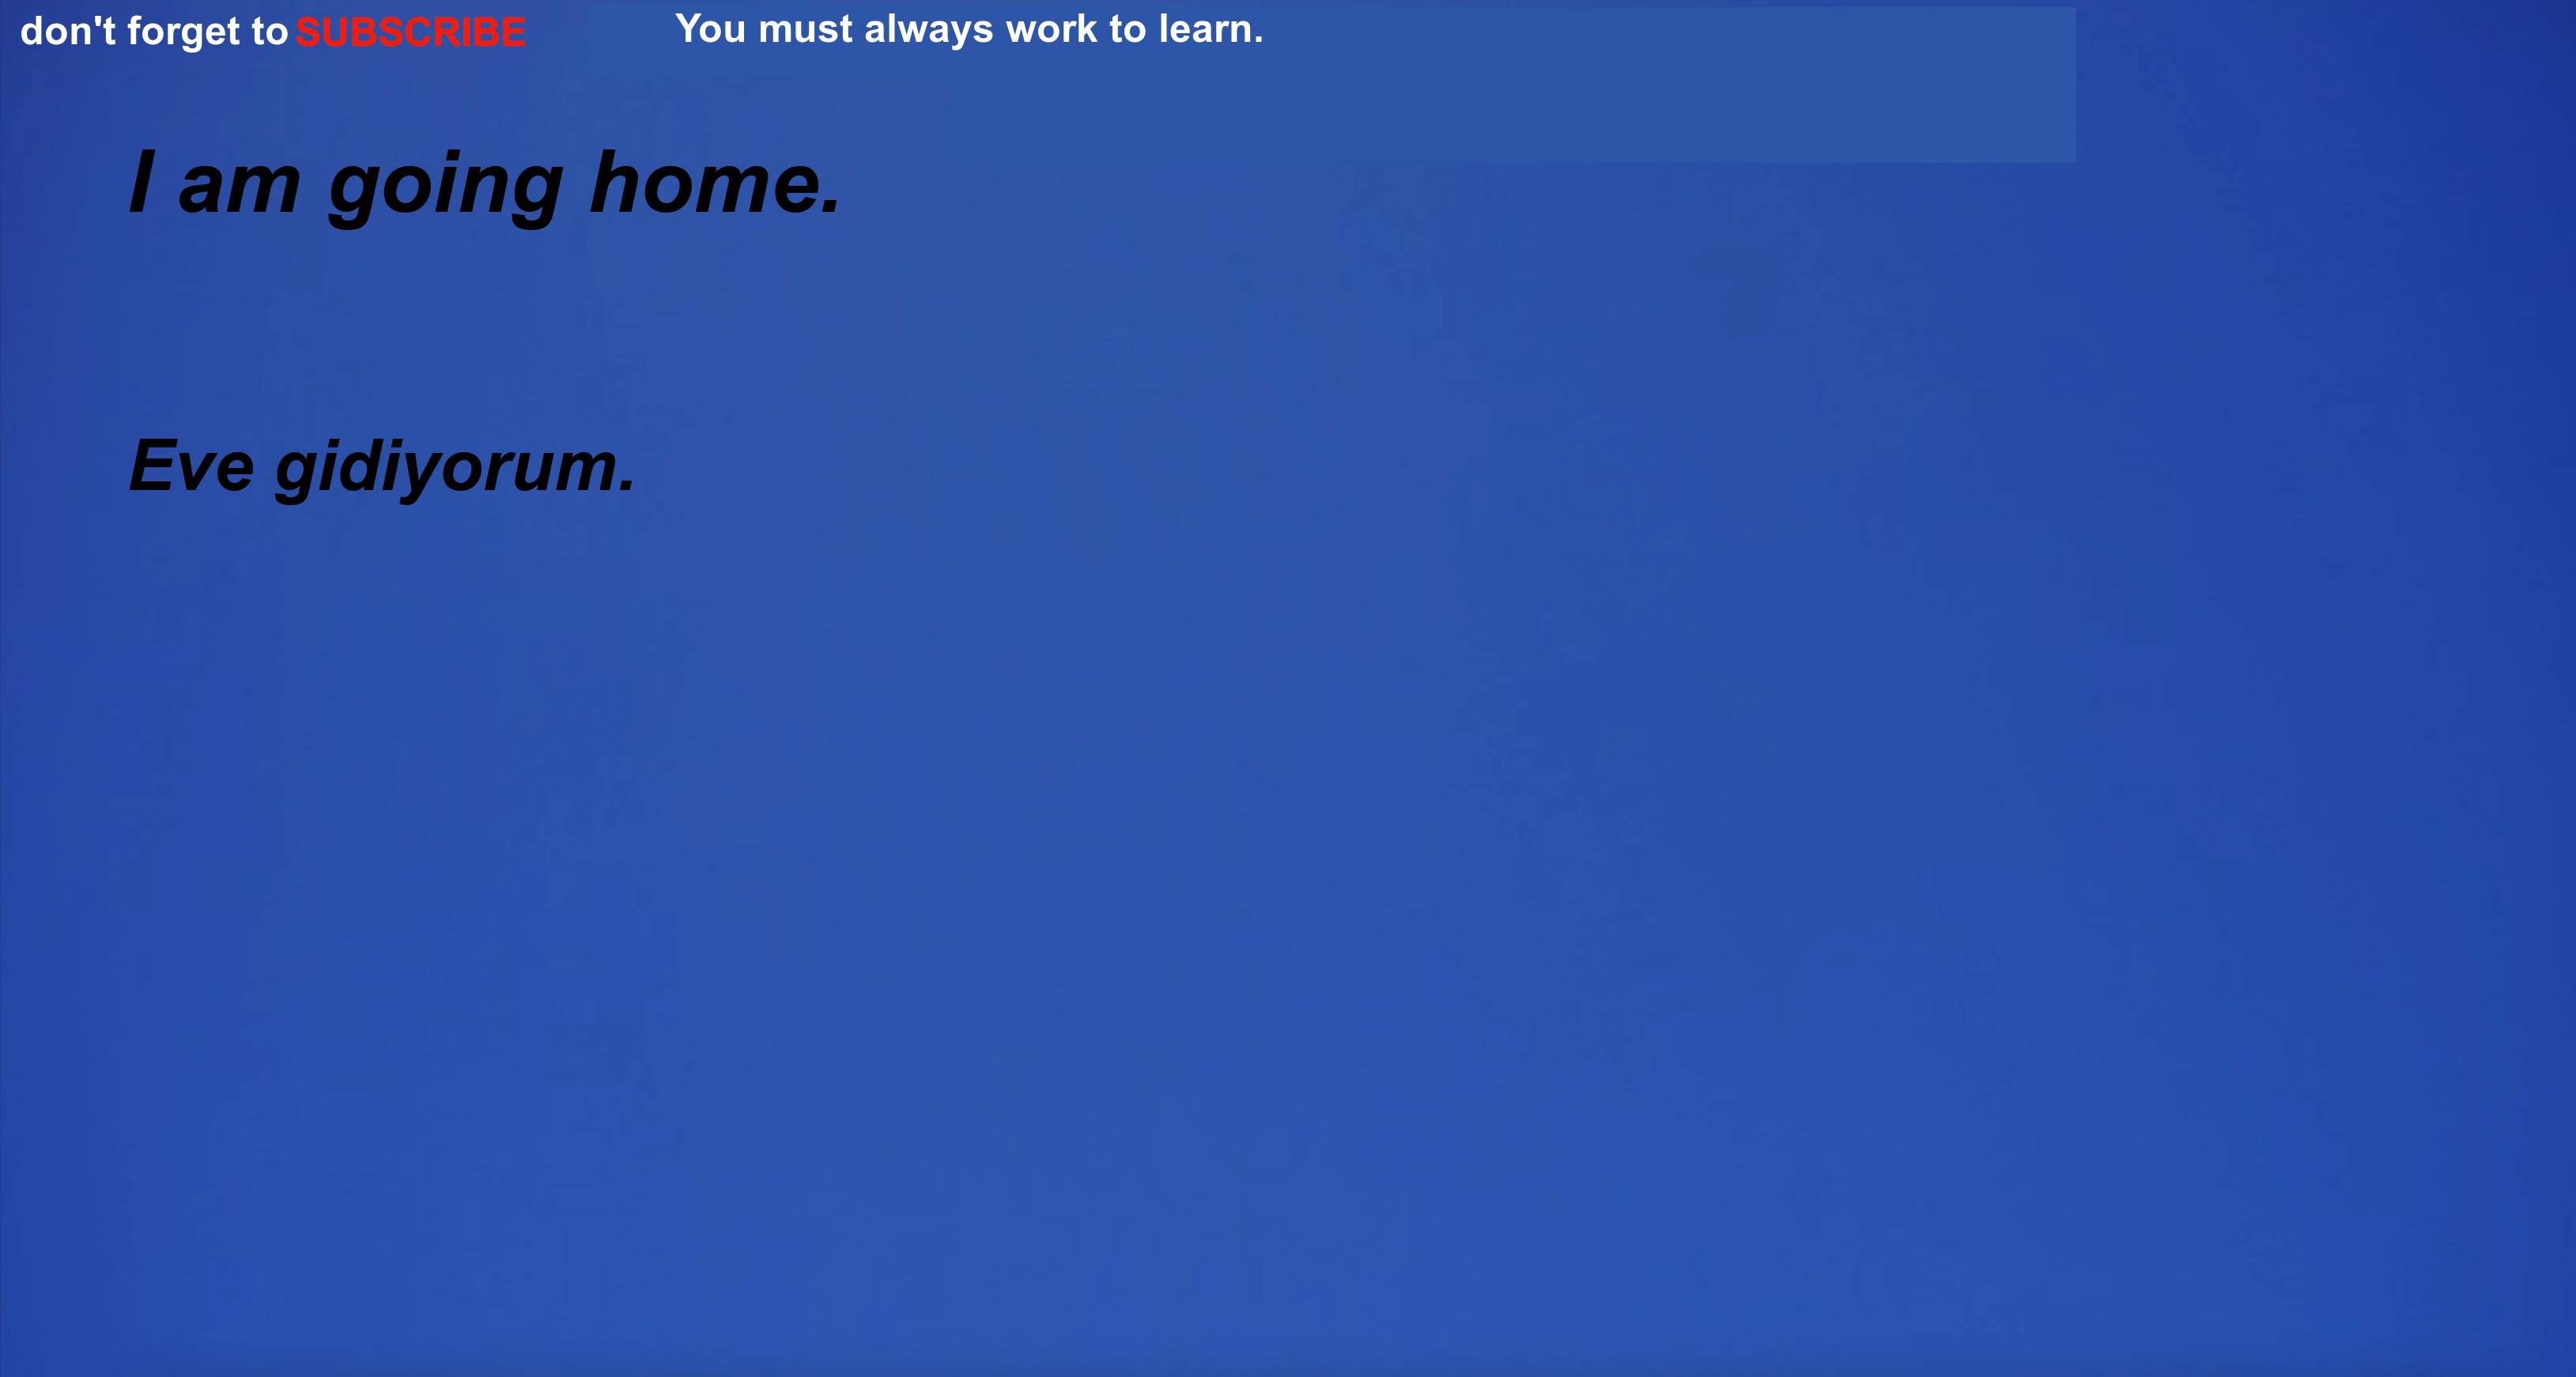 don't forget to SUBSCRIBE
You must always work to learn.
I am going home.
Eve gidiyorum.